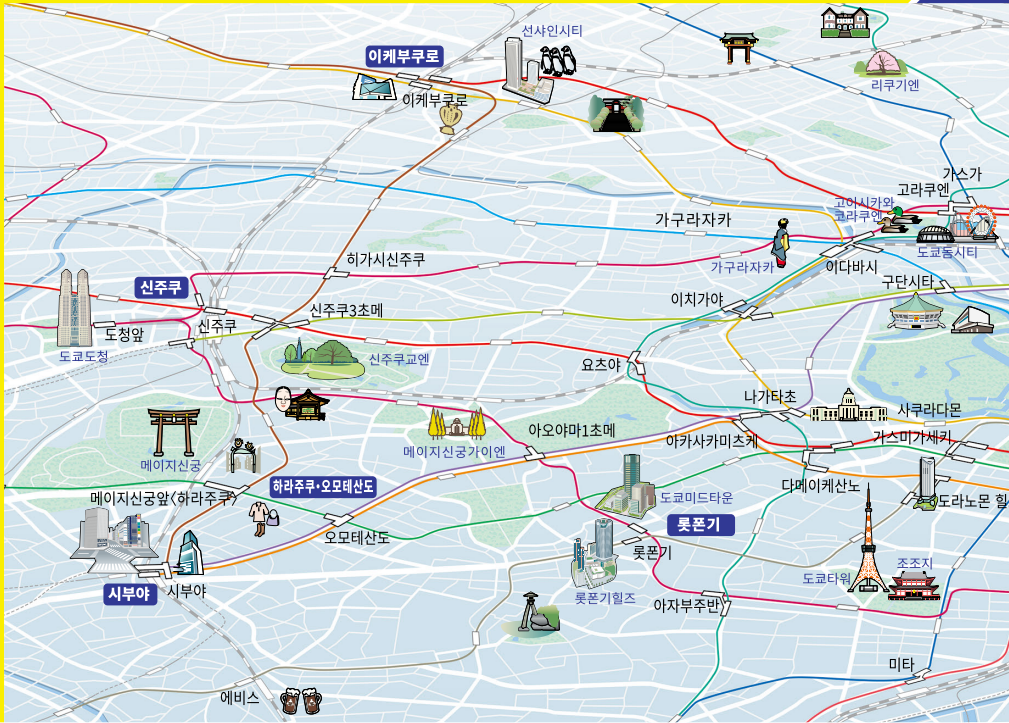 선샤인시티
이케부쿠로
이케부쿠로
리쿠기엔
가스가
고라쿠엔
고이시카와
코라쿠엔
가구라자카
가구라자카
이다바시
도쿄돔시티
히가시신주쿠
신주쿠
이치가야
구단시타
도청앞
신주쿠
신주쿠3초메
도쿄도청
신주쿠교엔
요츠야
나가타초
사쿠라다몬
아오야마1초메
아카사카미츠케
가스미가세키
메이지신궁가이엔
메이지신궁
하라주쿠·오모테산도
메이지신궁앞〈하라주쿠〉
도쿄미드타운
다메이케산노
도라노몬 힐
롯폰기
오모테산도
롯폰기
조조지
도쿄타워
시부야
시부야
롯폰기힐즈
아자부주반
미타
에비스